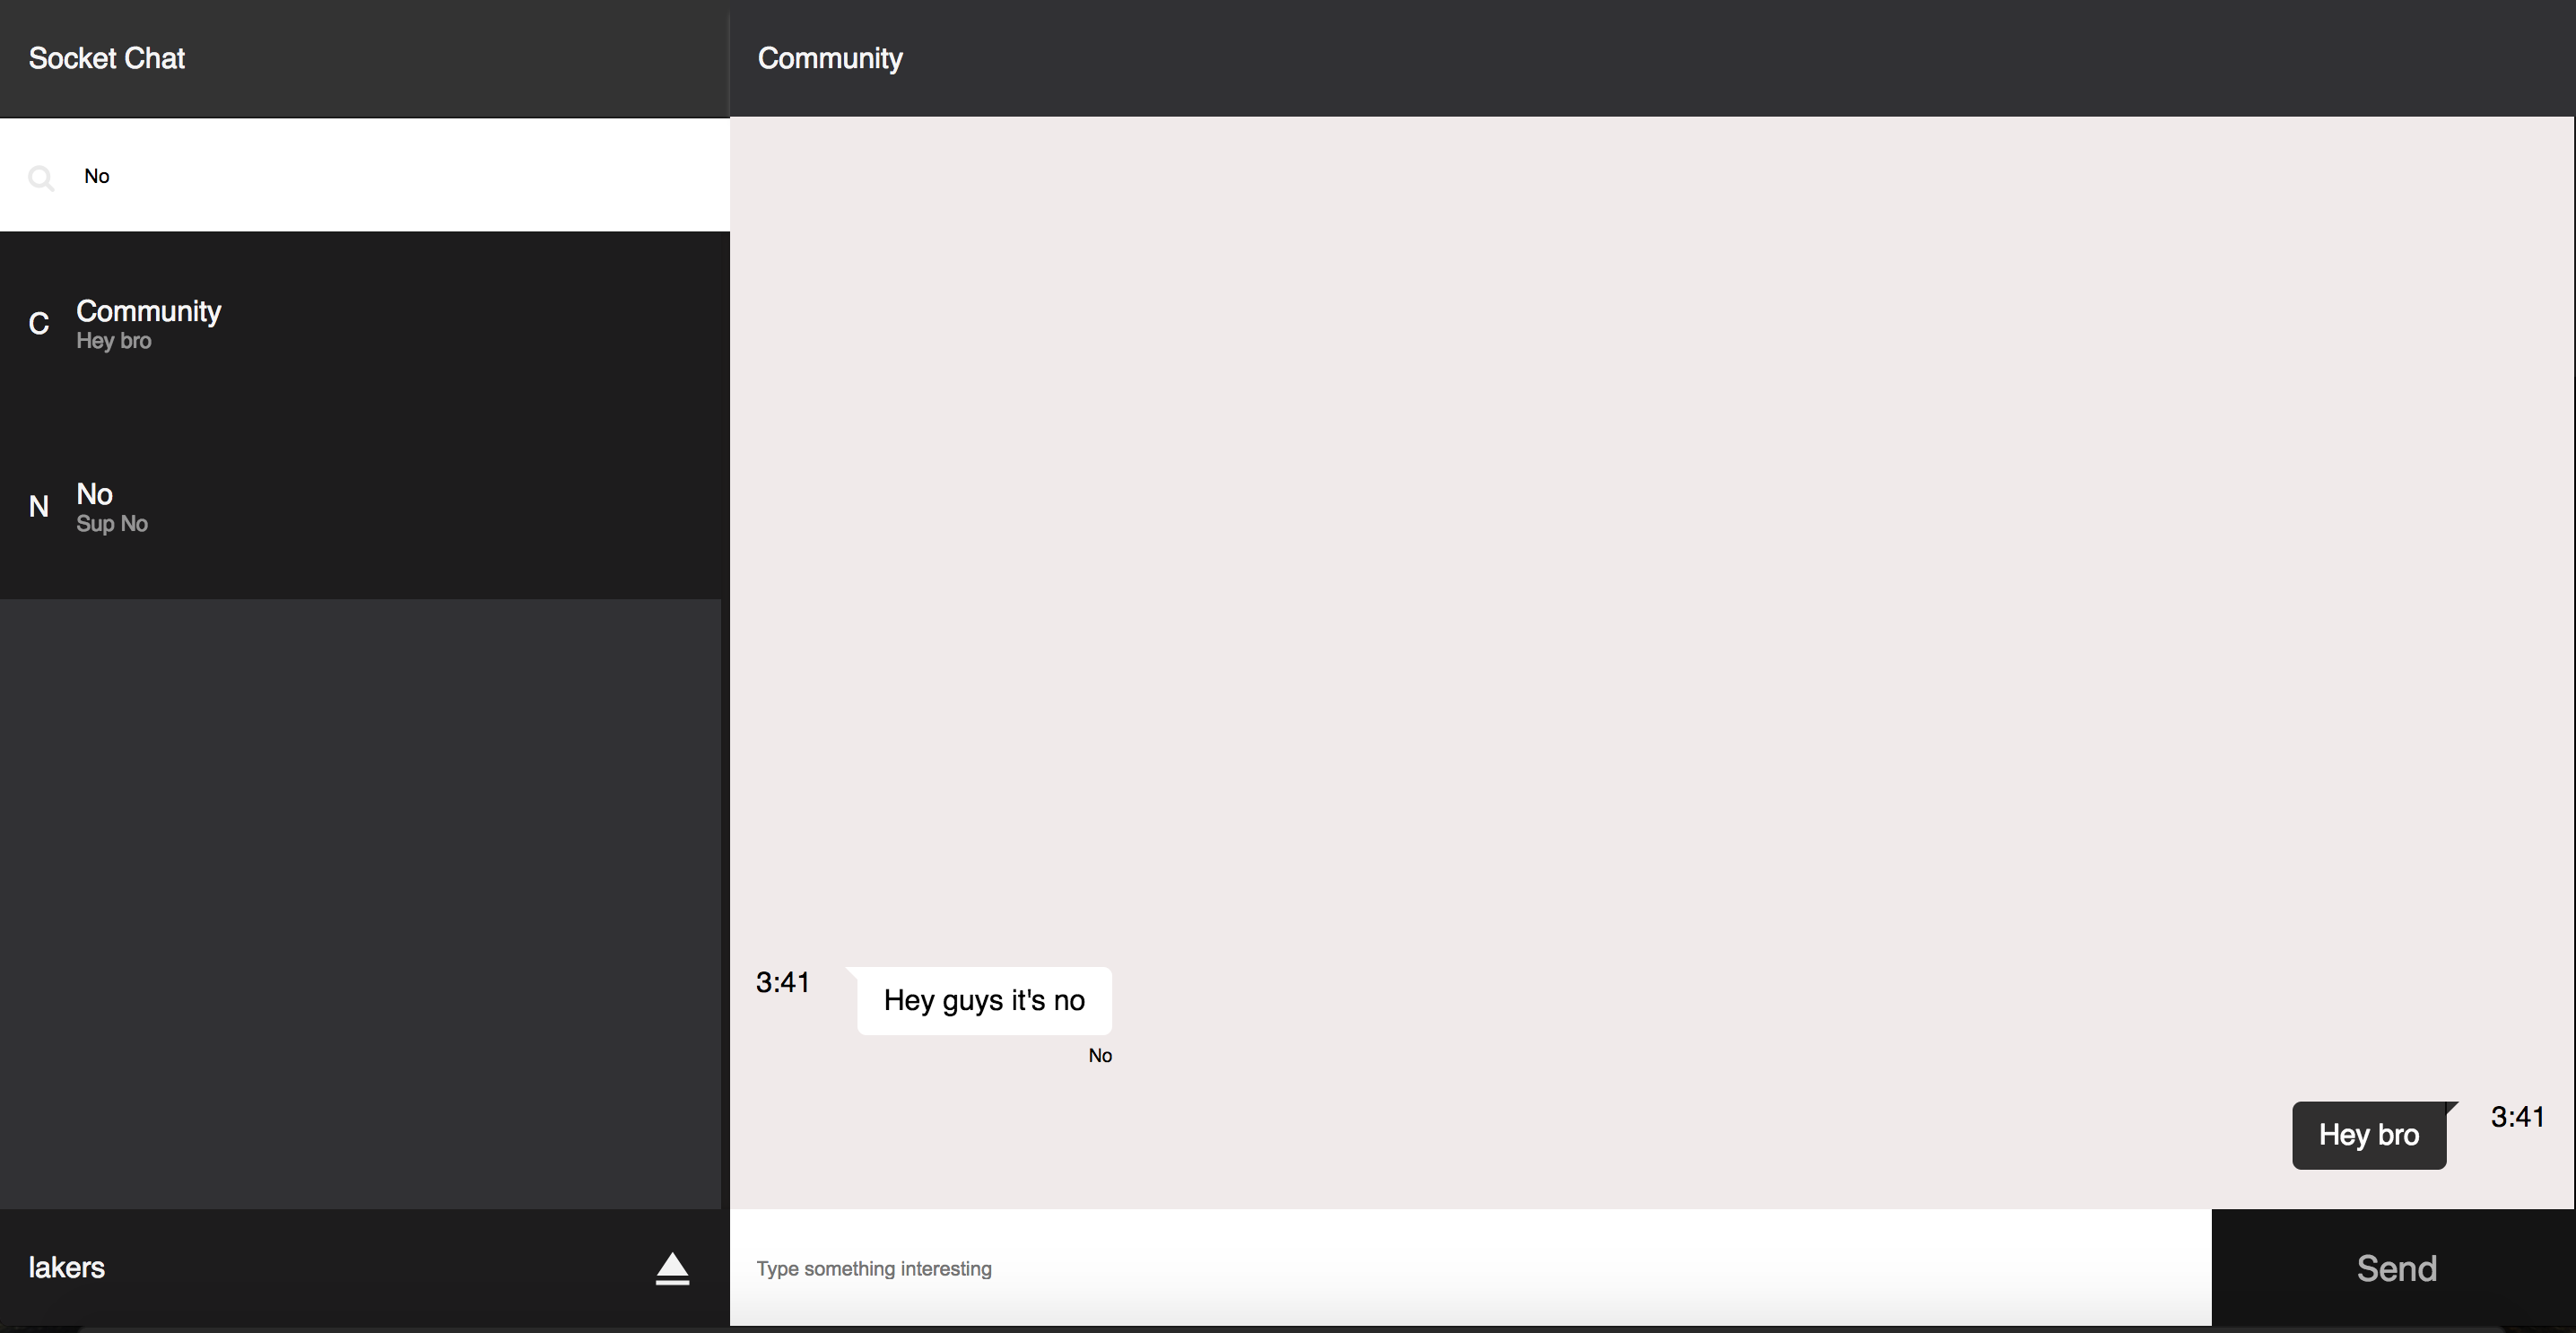 Socket Chat
No
C
Community
Hey bro
N
No
Sup No
lakers
Community
3:41
Hey guys it's no
No
Hey bro
3:41
Type something interesting
Send